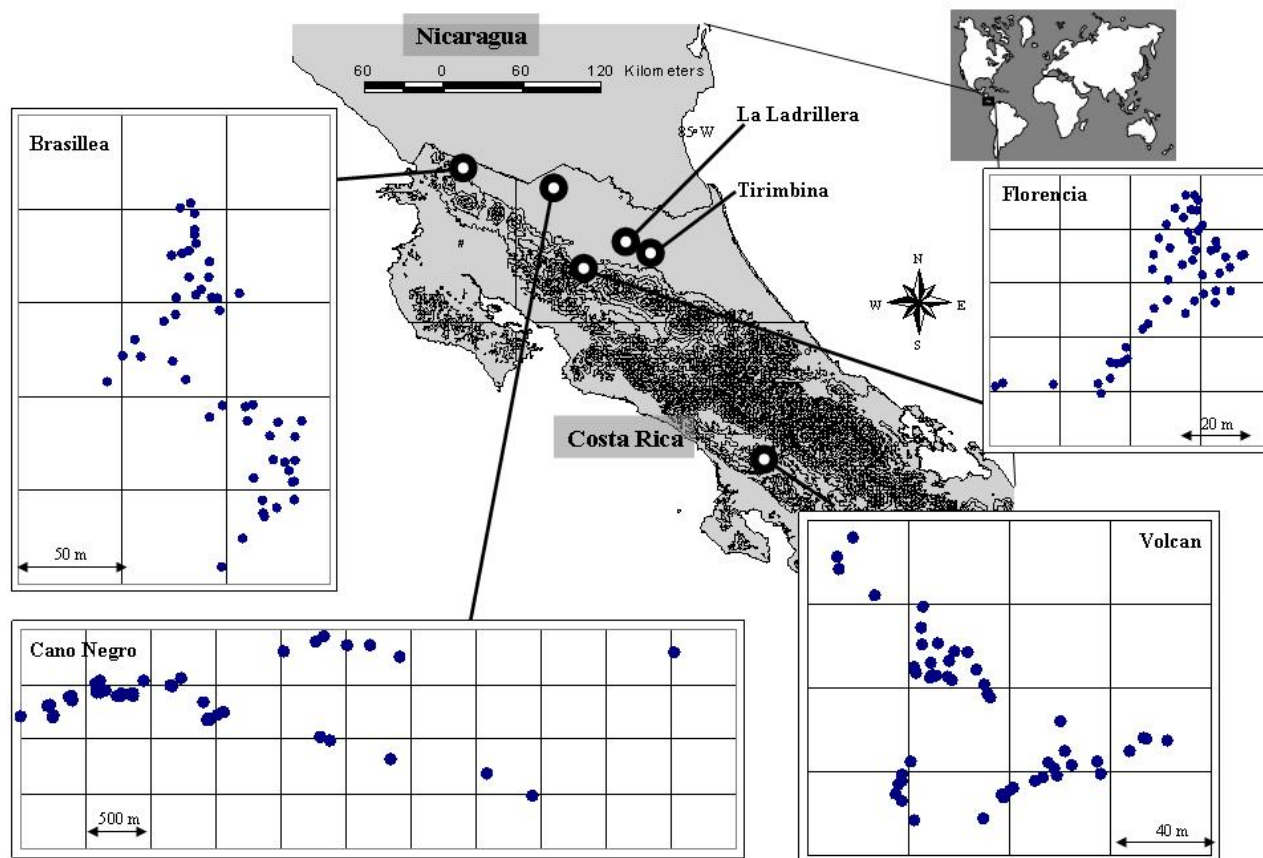 Nicaragua
60 0 60 120 Kilometers
La Ladrillera
85° W
Tirimbina
Brasillea
Florencia
N
W E
S
20 m
Costa Rica
#
50 m
Volcan
Cano Negro
500 m
40 m